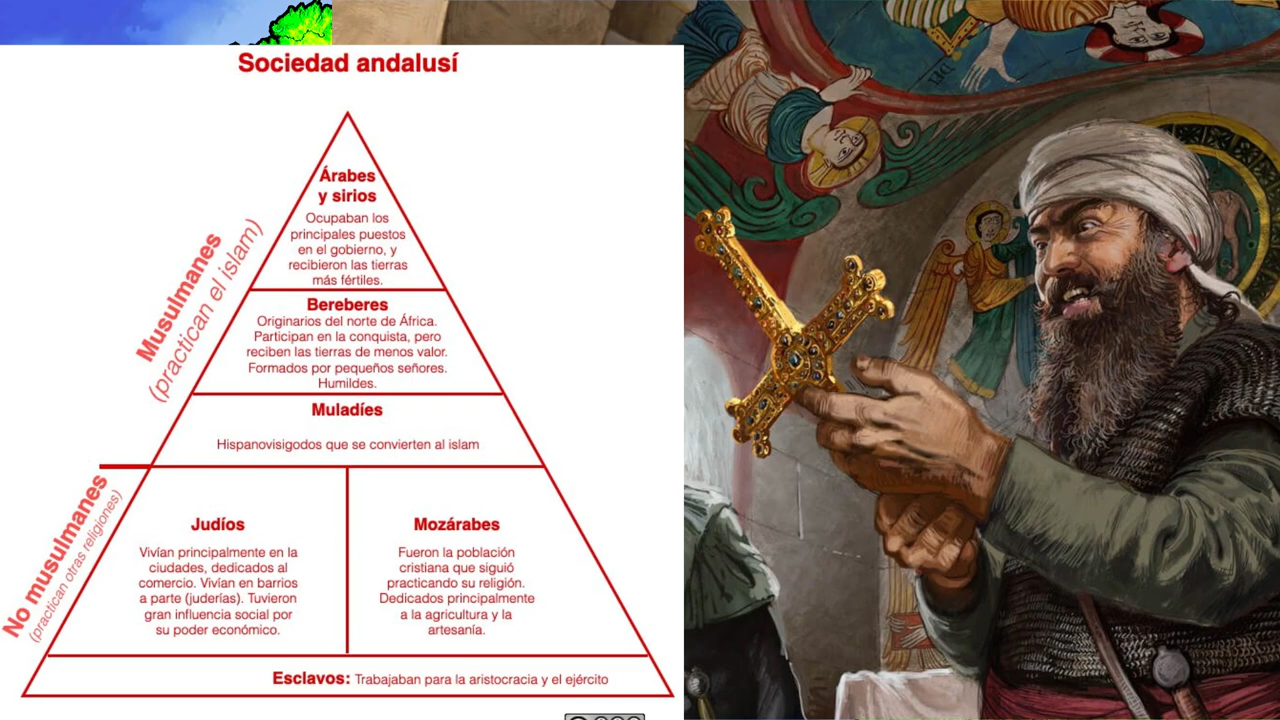 Sociedad andalusí
Árabes
y sirios
Ocupaban los
principales puestos
en el gobierno, y
recibieron las tierras
más fértiles.
Bereberes
Originarios del norte de África.
Participan en la conquista, pero
reciben las tierras de menos valor.
Formados por pequeños señores.
Humildes.
Muladíes
Hispanovisigodos que se convierten al islam
Musulmanes
(practican el islam)
Judíos
Vivían principalmente en la
ciudades, dedicados al
comercio. Vivían en barrios
a parte (juderías). Tuvieron
gran influencia social por
su poder económico.
Mozárabes
Fueron la población
cristiana que siguió
practicando su religión.
Dedicados principalmente
a la agricultura y la
artesanía.
No musulmanes
(practican otras religiones)
Esclavos: Trabajaban para la aristocracia y el ejército